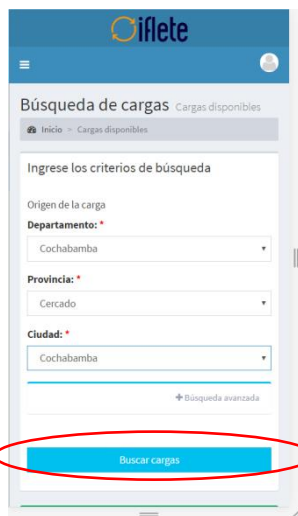 iflete
Búsqueda de cargas Cargas disponibles
Inicio - Cargas disponibles
Ingrese los criterios de búsqueda
Origen de la carga
Departamento: *
Cochabamba
Provincia: *
Cercado
Ciudad: *
Cochabamba
+ Búsqueda avanzada
Buscar cargas